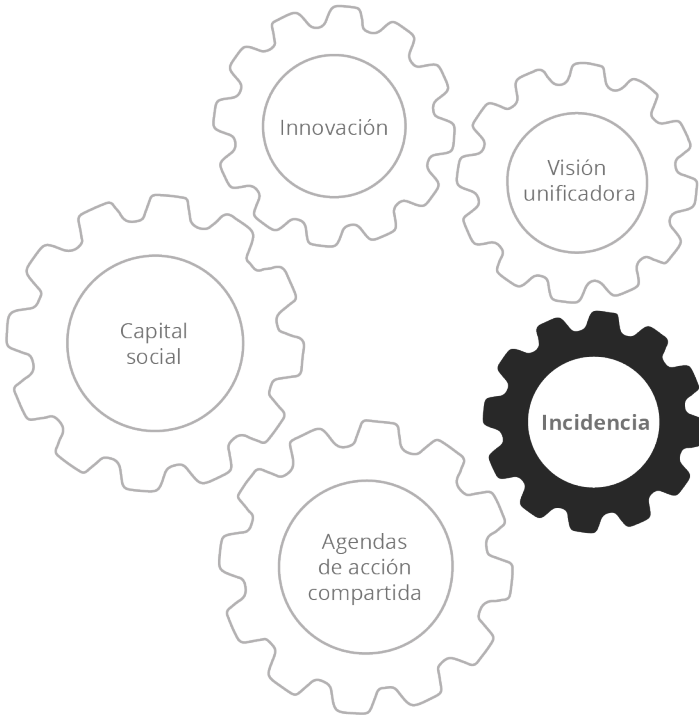 Innovación
Visión
unificadora
Capital
social
Incidencia
Agendas
de acción
compartida